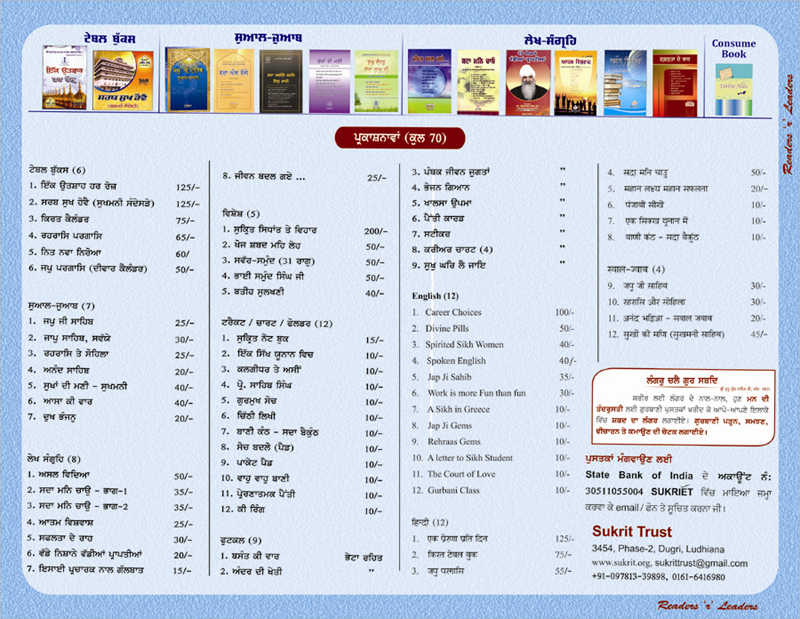 ਟੇਬਲ ਬੁੱਕਸ
ਸੁਆਲ-ਜੁਆਬ
ਲੇਖ-ਸੰਗ੍ਰਹਿ
Consume
Book
Readers 'r' Leaders
ਪ੍ਰਕਾਸ਼ਨਾਵਾਂ (ਕੁਲ 70)
ਟੇਬਲ ਬੁੱਕਸ (6)
1. ਇੱਕ ਉਤਸ਼ਾਹ ਹਰ ਰੋਜ਼ 125/-
2. ਸਰਬ ਸੁਖ ਹੋਵੈ (ਸੁਖਮਨੀ ਸੰਦੇਸੜੇ) 125/-
3. ਕਿਰਤ ਕੈਲੰਡਰ 75/-
4. ਰਹਰਾਸਿ ਪਰਗਾਸਿ 65/-
5. ਨਿਤ ਨਵਾ ਨਿਰੋਆ 60/
6. ਜਪੁ ਪਰਗਾਸਿ (ਦੀਵਾਰ ਕੈਲੰਡਰ) 50/-
ਸੁਆਲ-ਜੁਆਬ (7)
1. ਜਪੁ ਜੀ ਸਾਹਿਬ 25/-
2. ਜਾਪੁ ਸਾਹਿਬ, ਸਵੱਯੇ 30/-
3. ਰਹਰਾਸਿ ਤੇ ਸੋਹਿਲਾ 25/-
4. ਅਨੰਦ ਸਾਹਿਬ 20/-
5. ਸੁਖਾਂ ਦੀ ਮਣੀ - ਸੁਖਮਨੀ 40/-
6. ਆਸਾ ਕੀ ਵਾਰ 40/-
7. ਦੁਖ ਭੰਜਨੁ 20/-
ਲੇਖ ਸੰਗ੍ਰਹਿ (8)
1. ਅਸਲ ਵਿਦਿਆ 50/-
2. ਸਦਾ ਮਨਿ ਚਾਉ - ਭਾਗ-1 35/-
3. ਸਦਾ ਮਨਿ ਚਾਉ - ਭਾਗ-2 35/-
4. ਆਤਮ ਵਿਸ਼ਵਾਸ਼ 25/-
5. ਸਫਲਤਾ ਦੇ ਰਾਹ 30/-
6. ਵੱਡੇ ਨਿਸ਼ਾਨੇ ਵੱਡੀਆਂ ਪ੍ਰਾਪਤੀਆਂ 20/-
7. ਇਸਾਈ ਪ੍ਰਚਾਰਕ ਨਾਲ ਗੱਲਬਾਤ 15/-
8. ਜੀਵਨ ਬਦਲ ਗਏ ... 25/-
ਵਿਸ਼ੇਸ਼ (5)
1. ਸੁਕ੍ਰਿਤ ਸਿਧਾਂਤ ਤੇ ਵਿਹਾਰ 200/-
2. ਖੋਜ ਸ਼ਬਦ ਮਹਿ ਲੇਹ 50/-
3. ਸਵੱਰ-ਸਮੁੰਦ (31 ਰਾਗੁ) 50/-
4. ਭਾਈ ਸਮੁੰਦ ਸਿੰਘ ਜੀ 50/-
5. ਬਤੀਹ ਸੁਲਖਣੀ 40/-
ਟਰੈਕਟ / ਚਾਰਟ / ਫੋਲਡਰ (12)
1. ਸੁਕ੍ਰਿਤ ਨੋਟ ਬੁਕ 15/-
2. ਇੱਕ ਸਿੱਖ ਯੂਨਾਨ ਵਿਚ 10/-
3. ਕਲਗੀਧਰ ਤੇ ਅਸੀਂ 10/-
4. ਪ੍ਰੋ. ਸਾਹਿਬ ਸਿੰਘ 10/-
5. ਗੁਰਮੁਖ ਸੋਚ 10/-
6. ਚਿੱਠੀ ਲਿਖੀ 10/-
7. ਬਾਣੀ ਕੰਠ - ਸਦਾ ਬੈਕੁੰਠ 10/-
8. ਸੋਚ ਬਦਲੋ (ਪੈਡ) 10/-
9. ਪਾਕੇਟ ਪੈਡ 10/-
10. ਵਾਹੁ ਵਾਹੁ ਬਾਣੀ 10/-
11. ਪ੍ਰੇਰਣਾਤਮਕ ਪੈਂਤੀ 10/-
12. ਕੀ ਰਿੰਗ 10/-
ਫੁਟਕਲ (9)
1. ਬਸੰਤ ਕੀ ਵਾਰ ਭੇਟਾ ਰਹਿਤ
2. ਅੰਦਰ ਦੀ ਖੇਤੀ "
3. ਪੰਥਕ ਜੀਵਨ ਜੁਗਤਾਂ "
4. ਭੋਜਨ ਗਿਆਨ "
5. ਖਾਲਸਾ ਉਪਮਾ "
6. ਪੈਂਤੀ ਕਾਰਡ "
7. ਸਟੀਕਰ "
8. ਕਰੀਅਰ ਚਾਰਟ (4) "
9. ਸੁਖੁ ਘਰਿ ਲੈ ਜਾਇ "
English (12)
1. Career Choices 100/-
2. Divine Pills 50/-
3. Spirited Sikh Women 40/-
4. Spoken English 40/-
5. Jap Ji Sahib 35/-
6. Work is more Fun than fun 30/-
7. A Sikh in Greece 10/-
8. Jap Ji Gems 10/-
9. Rehraas Gems 10/-
10. A letter to Sikh Student 10/-
11. The Court of Love 10/-
12. Gurbani Class 10/-
हिन्दी (12)
1. एक प्रेरणा प्रति दिन 125/-
2. किरत टेबल बुक 75/-
3. जपु परगासि 55/-
4. सदा मनि चाउ 50/-
5. महान लक्ष्य महान सफलता 20/-
6. पंजाबी सीखें 10/-
7. एक सिक्ख यूनान में 10/-
8. बाणी कंठ - सदा बैकुंठ 10/-
स्वाल-ज्वाब (4)
9. जपु जी साहिब 30/-
10. रहरासि और सोहिला 30/-
11. अनंदु भइिआ - सवाल जवाब 20/-
12. सुखों की मणि (सुखमनी साहिब) 45/-
ਲੰਗਰੁ ਚਲੈ ਗੁਰ ਸਬਦਿ
ਸਰੀਰ ਲਈ ਲੰਗਰ ਦੇ ਨਾਲ-ਨਾਲ, ਹੁਣ ਮਨ ਦੀ
ਤੰਦਰੁਸਤੀ ਲਈ ਗੁਰਬਾਣੀ ਪੁਸਤਕਾਂ ਖਰੀਦ ਕੇ ਆਪੋ-ਆਪਣੇ ਇਲਾਕੇ
ਵਿੱਚ ਸ਼ਬਦ ਦਾ ਲੰਗਰ ਲਗਾਈਏ। ਗੁਰਬਾਣੀ ਪੜ੍ਹਨ, ਸਮਝਣ,
ਵੀਚਾਰਨ ਤੇ ਕਮਾਉਣ ਦੀ ਚੇਟਕ ਲਗਾਈਏ।
ਪੁਸਤਕਾਂ ਮੰਗਵਾਉਣ ਲਈ
State Bank of India ਦੇ ਅਕਾਊਂਟ ਨੰ:
30511055004 SUKRIET ਵਿੱਚ ਮਾਇਆ ਜਮ੍ਹਾ
ਕਰਵਾ ਕੇ email / ਫੋਨ ਤੇ ਸੂਚਿਤ ਕਰਨਾ ਜੀ।
Sukrit Trust
3454, Phase-2, Dugri, Ludhiana
www.sukrit.org, sukrittrust@gmail.com
+91-097813-39898, 0161-6416980
Readers 'r' Leaders